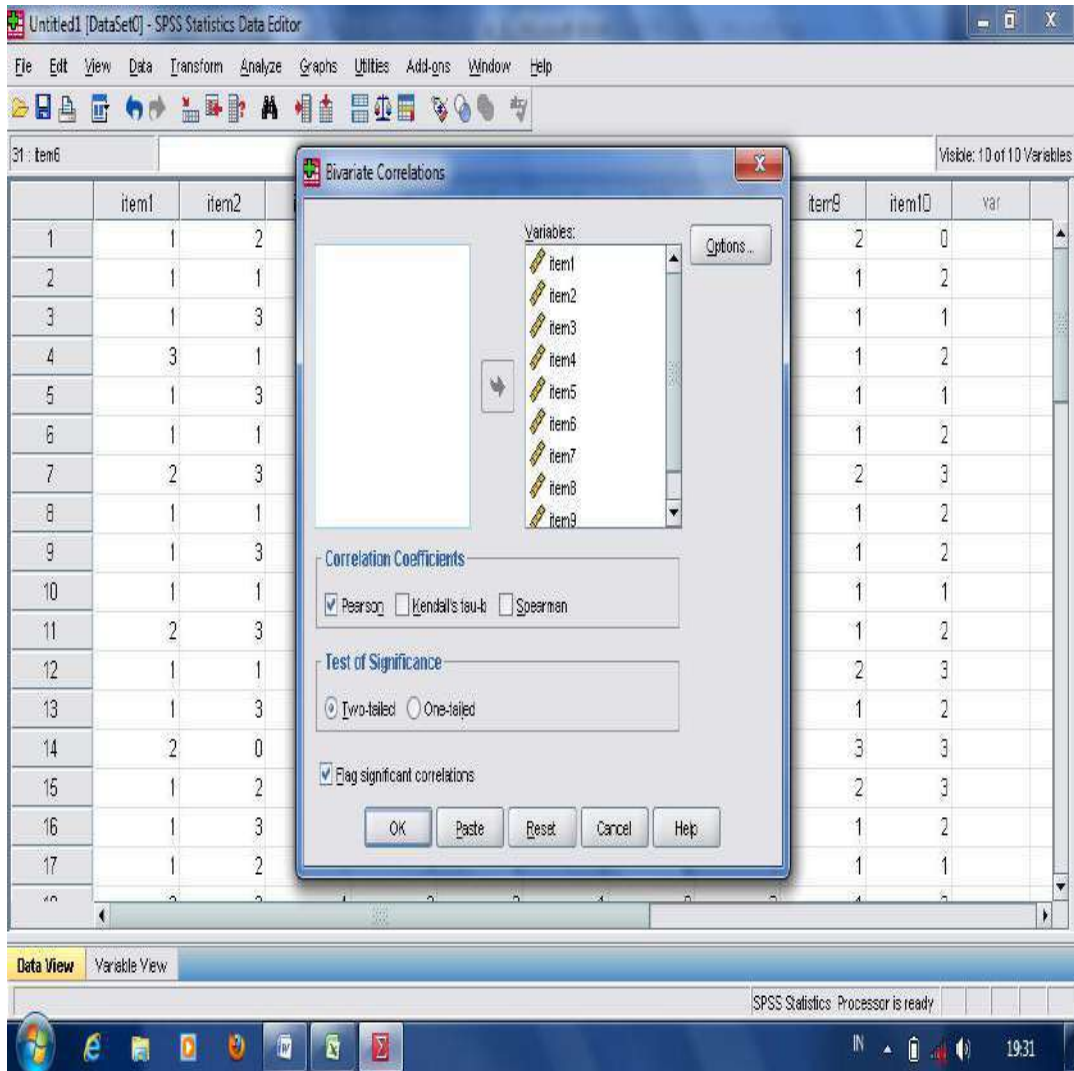 Untitled1 [DataSet0] - SPSS Statistics Data Editor
File Edit View Data Transform Analyze Graphs Utilities Add-ons Window Help
31 : item6
Visible: 10 of 10 Variables
item1 item2 item9 item10 var
1 1 2 2 0
2 1 1 1 2
3 1 3 1 1
4 3 1 1 2
5 1 3 1 1
6 1 1 1 2
7 2 3 2 3
8 1 1 1 2
9 1 3 1 2
10 1 1 1 1
11 2 3 1 2
12 1 1 2 3
13 1 3 1 2
14 2 0 3 3
15 1 2 2 3
16 1 3 1 2
17 1 2 1 1
Bivariate Correlations
Variables:
Options...
item1
item2
item3
item4
item5
item6
item7
item8
item9
Correlation Coefficients
Pearson Kendall's tau-b Spearman
Test of Significance
Two-tailed One-tailed
Flag significant correlations
OK Paste Reset Cancel Help
Data View Variable View
SPSS Statistics Processor is ready
IN 19:31